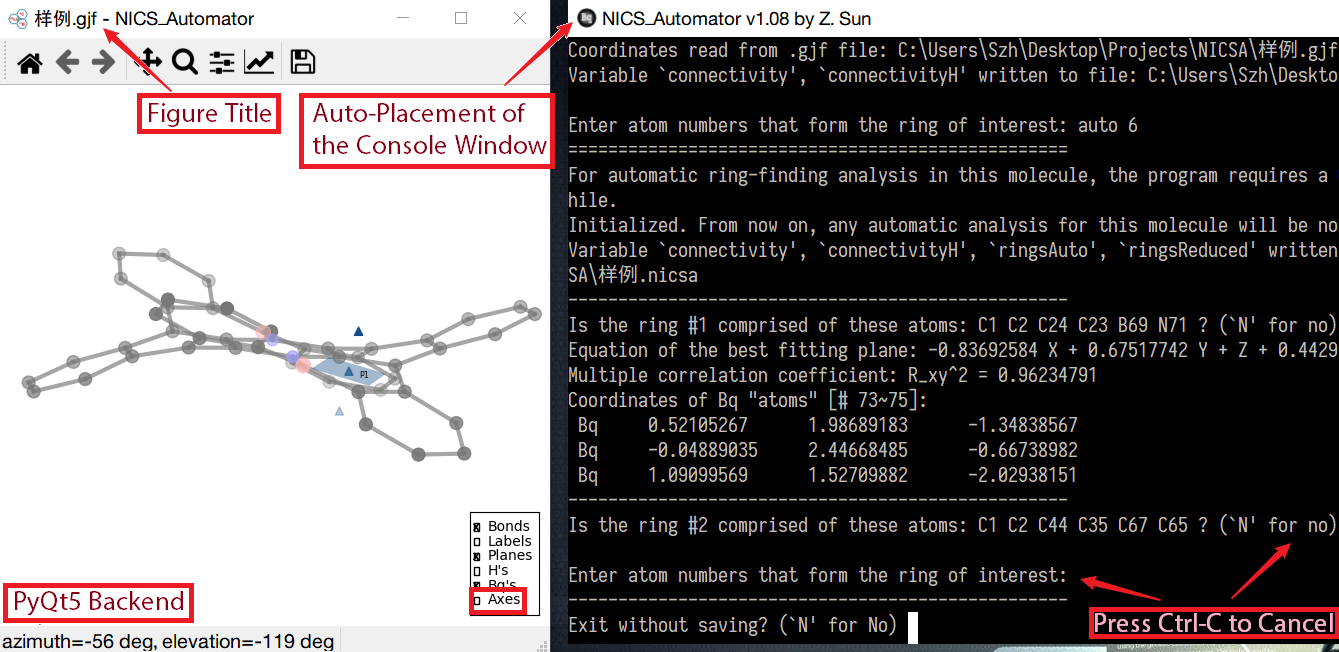 样例.gjf - NICS_Automator
Figure Title
P1
Bonds
Labels
Planes
H's
Bq's
Axes
PyQt5 Backend
azimuth=-56 deg, elevation=-119 deg
NICS_Automator v1.08 by Z. Sun
Auto-Placement of
the Console Window
Coordinates read from .gjf file: C:\Users\Szh\Desktop\Projects\NICSA\样例.gjf
Variable `connectivity', `connectivityH' written to file: C:\Users\Szh\Deskto
Enter atom numbers that form the ring of interest: auto 6
==================================================
For automatic ring-finding analysis in this molecule, the program requires a
hile.
Initialized. From now on, any automatic analysis for this molecule will be no
Variable `connectivity', `connectivityH', `ringsAuto', `ringsReduced' written
SA\样例.nicsa
--------------------------------------------------
Is the ring #1 comprised of these atoms: C1 C2 C24 C23 B69 N71 ? (`N' for no)
Equation of the best fitting plane: -0.83692584 X + 0.67517742 Y + Z + 0.4429
Multiple correlation coefficient: R_xy^2 = 0.96234791
Coordinates of Bq "atoms" [# 73~75]:
Bq 0.52105267 1.98689183 -1.34838567
Bq -0.04889035 2.44668485 -0.66738982
Bq 1.09099569 1.52709882 -2.02938151
--------------------------------------------------
Is the ring #2 comprised of these atoms: C1 C2 C44 C35 C67 C65 ? (`N' for no)
Enter atom numbers that form the ring of interest:
--------------------------------------------------
Exit without saving? (`N' for No)
Press Ctrl-C to Cancel